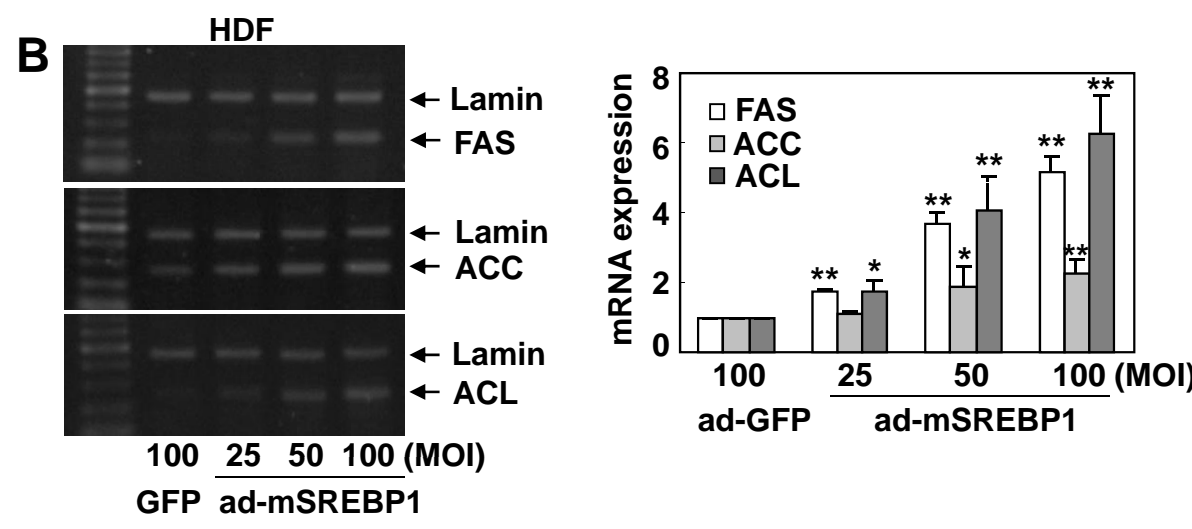 B
HDF
Lamin
FAS
Lamin
ACC
Lamin
ACL
100 25 50 100 (MOI)
GFP ad-mSREBP1
mRNA expression
8
6
4
2
0
FAS
ACC
ACL
**
*
**
*
**
**
**
**
100 25 50 100 (MOI)
ad-GFP ad-mSREBP1